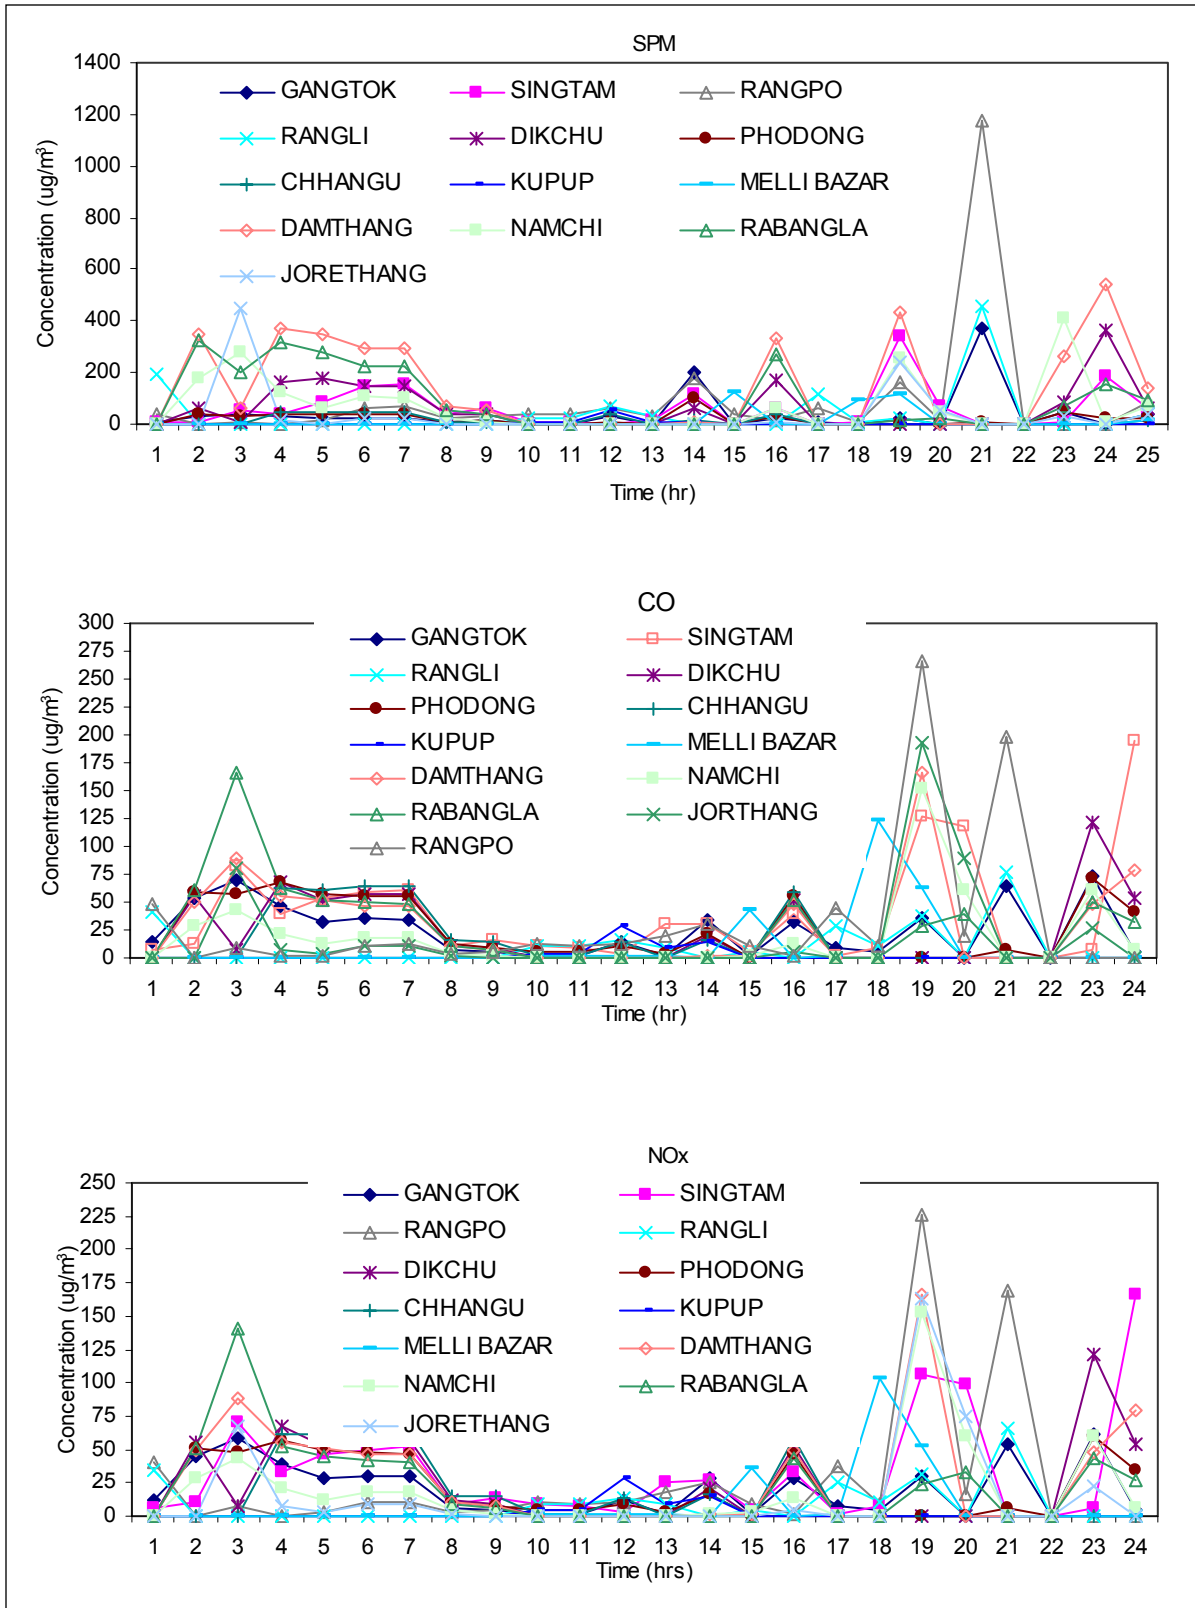 SPM
1400
1200
1000
800
600
400
200
0
Concentration (ug/m³)
GANGTOK SINGTAM RANGPO
RANGLI DIKCHU PHODONG
CHHANGU KUPUP MELLI BAZAR
DAMTHANG NAMCHI RABANGLA
JORETHANG
1 2 3 4 5 6 7 8 9 10 11 12 13 14 15 16 17 18 19 20 21 22 23 24 25
Time (hr)
CO
300
275
250
225
200
175
150
125
100
75
50
25
0
Concentration (ug/m³)
GANGTOK SINGTAM
RANGLI DIKCHU
PHODONG CHHANGU
KUPUP MELLI BAZAR
DAMTHANG NAMCHI
RABANGLA JORTHANG
RANGPO
1 2 3 4 5 6 7 8 9 10 11 12 13 14 15 16 17 18 19 20 21 22 23 24
Time (hr)
NOx
250
225
200
175
150
125
100
75
50
25
0
Concentration (ug/m³)
GANGTOK SINGTAM
RANGPO RANGLI
DIKCHU PHODONG
CHHANGU KUPUP
MELLI BAZAR DAMTHANG
NAMCHI RABANGLA
JORETHANG
1 2 3 4 5 6 7 8 9 10 11 12 13 14 15 16 17 18 19 20 21 22 23 24
Time (hrs)